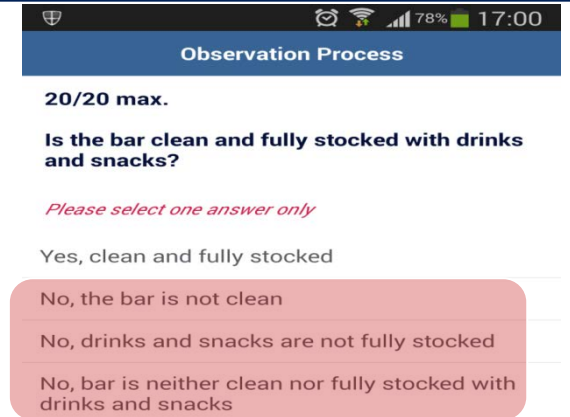 78% 17:00
Observation Process
20/20 max.
Is the bar clean and fully stocked with drinks
and snacks?
Please select one answer only
Yes, clean and fully stocked
No, the bar is not clean
No, drinks and snacks are not fully stocked
No, bar is neither clean nor fully stocked with
drinks and snacks